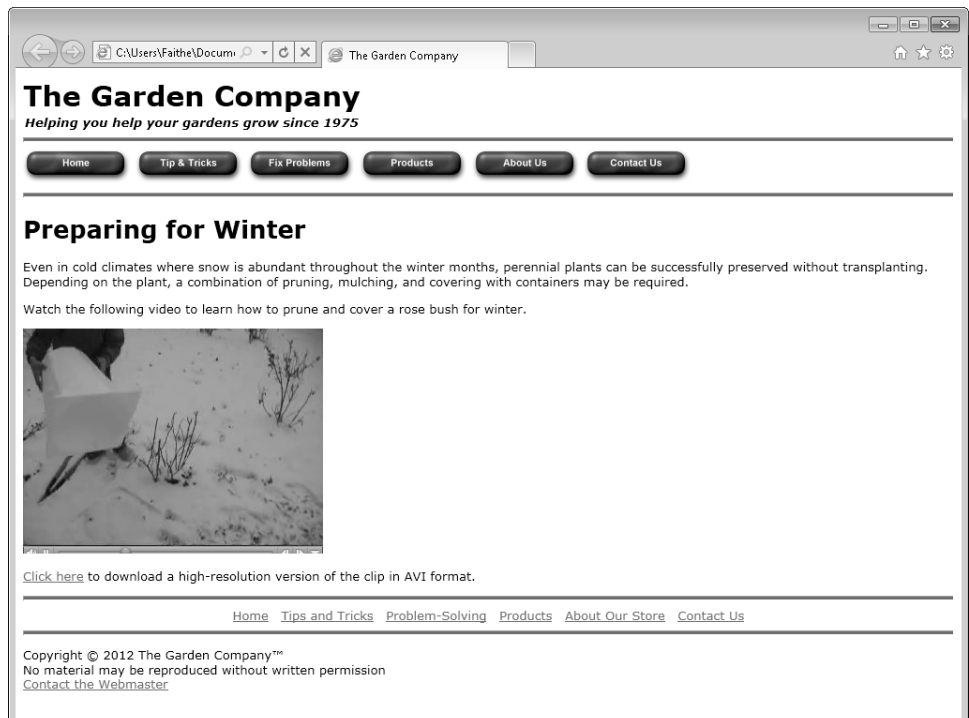 C:\Users\Faithe\Docum
The Garden Company
The Garden Company
Helping you help your gardens grow since 1975
Home Tip & Tricks Fix Problems Products About Us Contact Us
Preparing for Winter
Even in cold climates where snow is abundant throughout the winter months, perennial plants can be successfully preserved without transplanting.
Depending on the plant, a combination of pruning, mulching, and covering with containers may be required.
Watch the following video to learn how to prune and cover a rose bush for winter.
Click here to download a high-resolution version of the clip in AVI format.
Home Tips and Tricks Problem-Solving Products About Our Store Contact Us
Copyright © 2012 The Garden Company™
No material may be reproduced without written permission
Contact the Webmaster